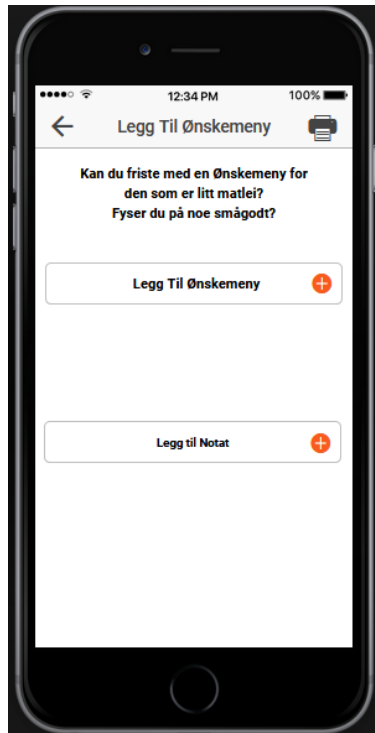 12:34 PM 100%
Legg Til Ønskemeny
Kan du friste med en Ønskemeny for
den som er litt matlei?
Fyser du på noe smågodt?
Legg Til Ønskemeny
Legg til Notat